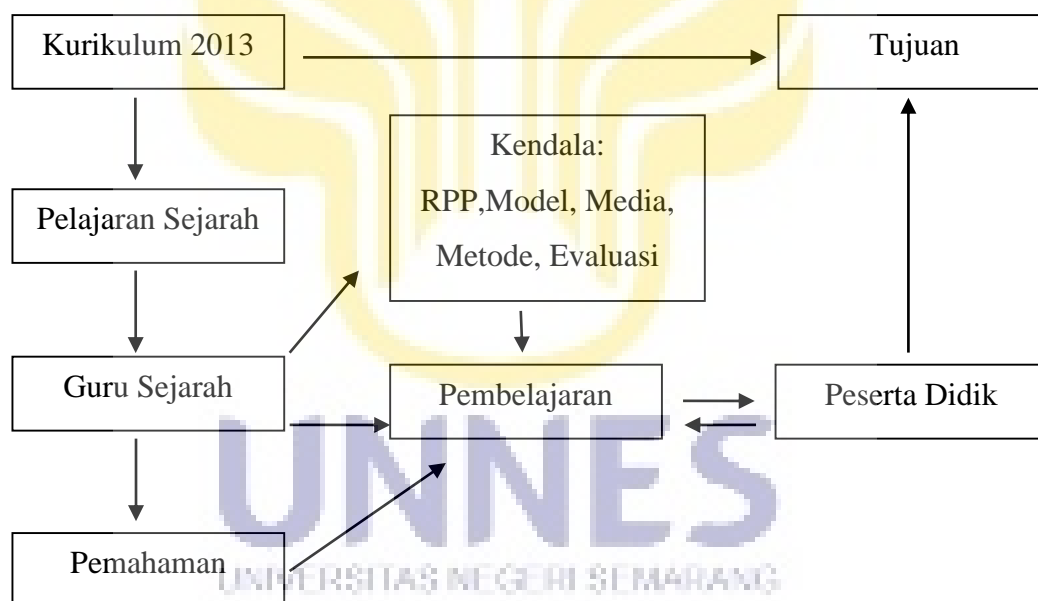 Kurikulum 2013
Tujuan
Kendala:
RPP,Model, Media,
Metode, Evaluasi
Pelajaran Sejarah
Guru Sejarah
Pembelajaran
Peserta Didik
Pemahaman
UNNES
UNIVERSITAS NEGERI SEMARANG